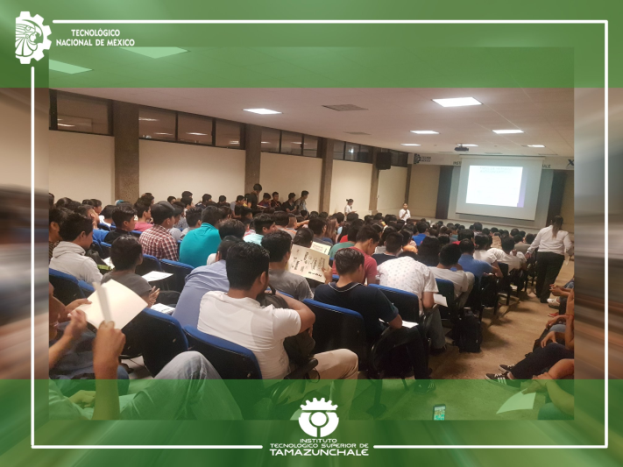 TECNOLÓGICO
NACIONAL DE MÉXICO
INSTITUTO
TECNOLÓGICO SUPERIOR DE
TAMAZUNCHALE